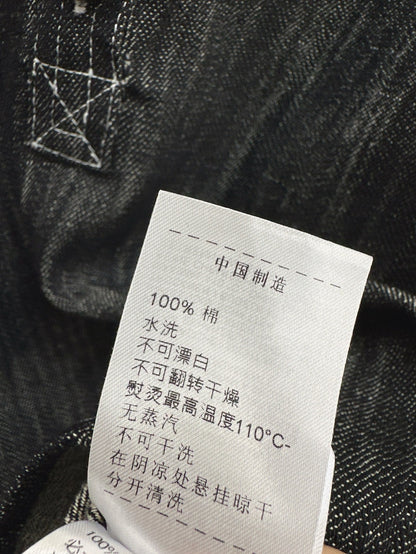 中国制造
100% 棉
水洗
不可漂白
不可翻转干燥
熨烫最高温度110°C-
无蒸汽
不可干洗
在阴凉处悬挂晾干
分开清洗
100%